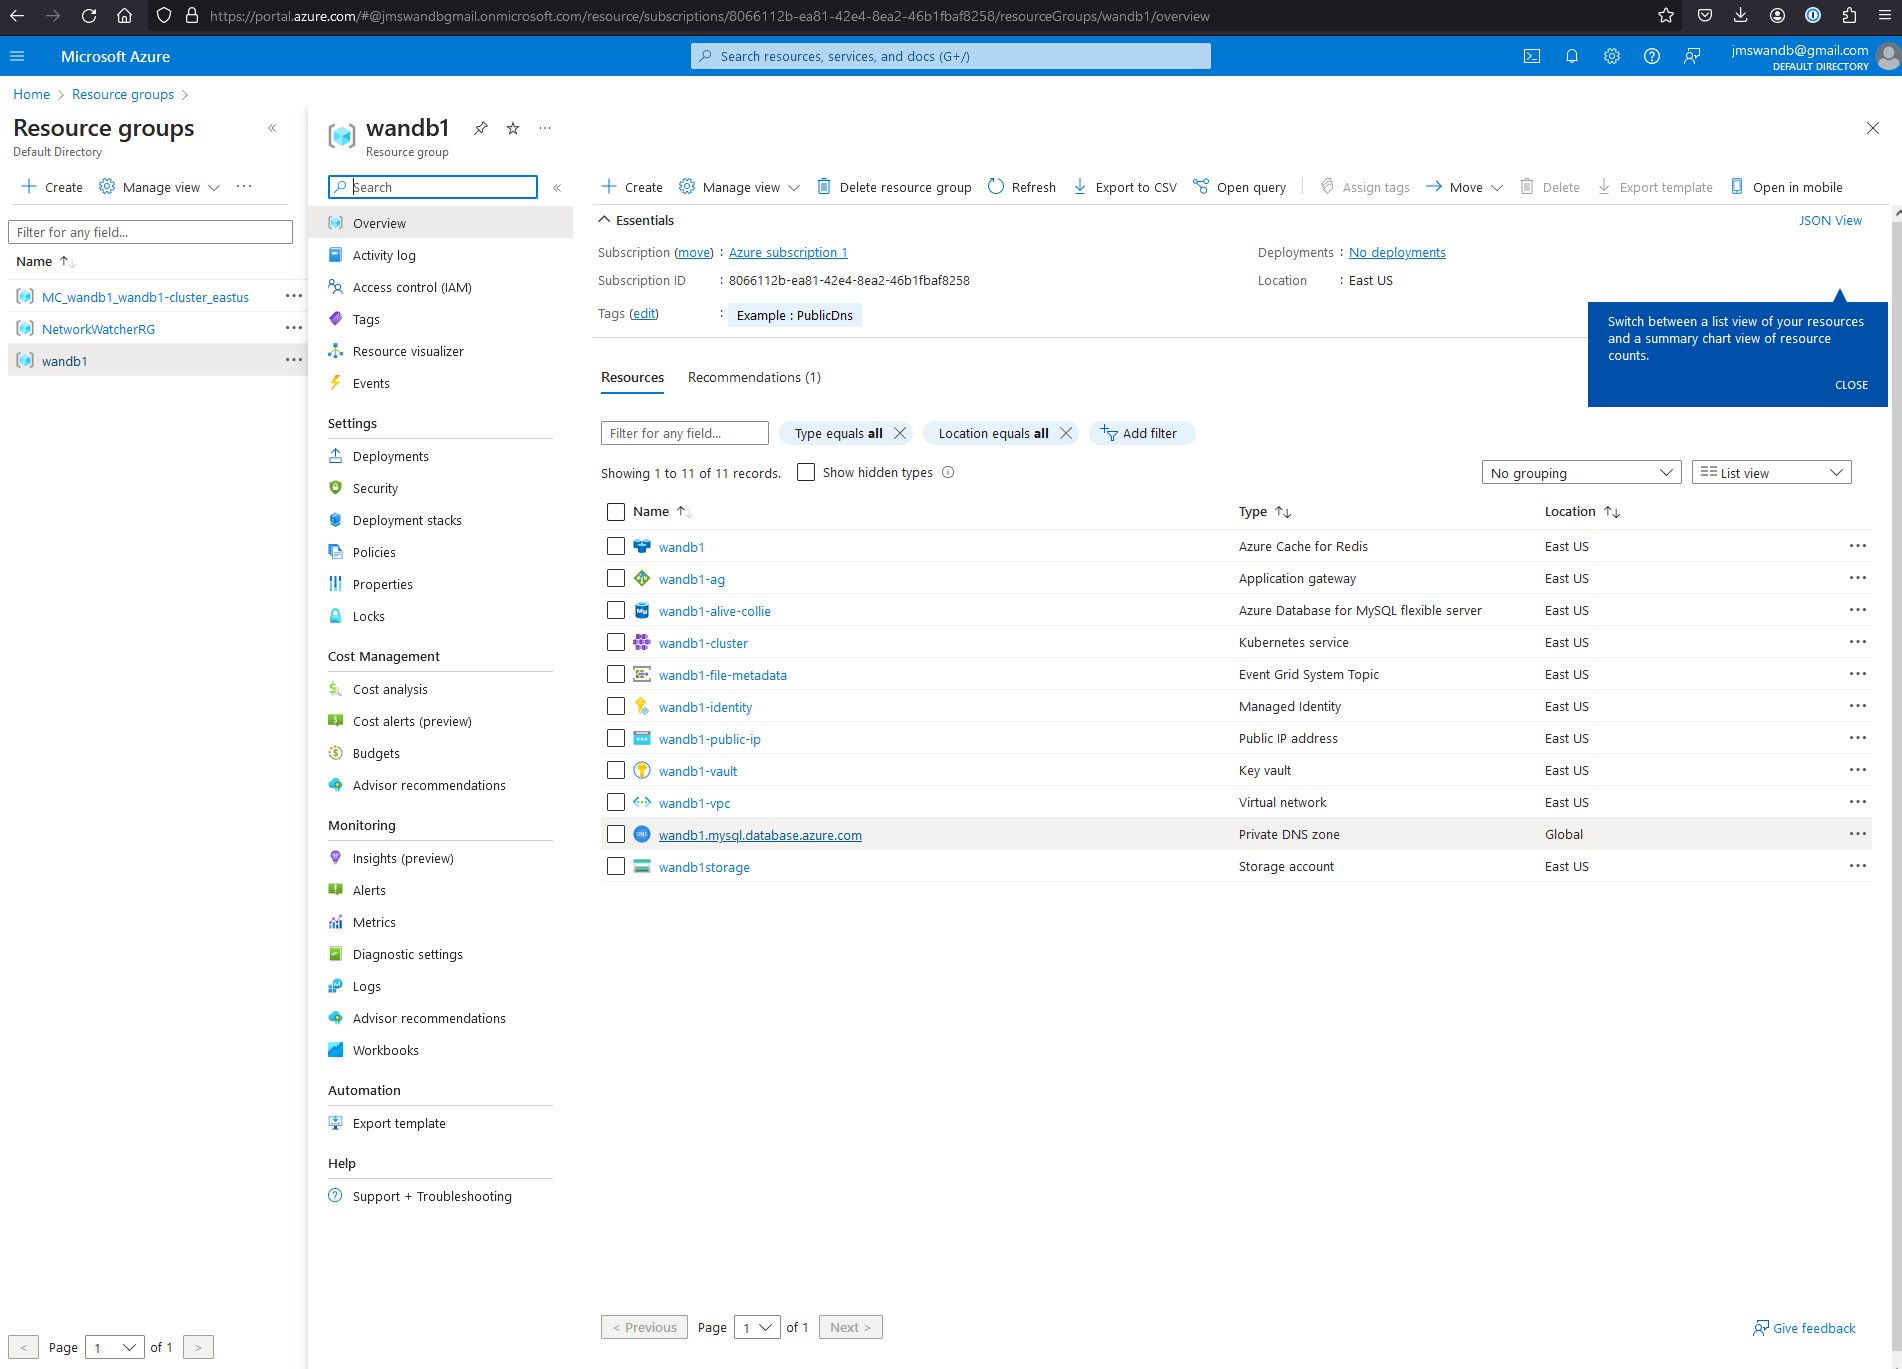 https://portal.azure.com/#@jmswandbgmail.onmicrosoft.com/resource/subscriptions/8066112b-ea81-42e4-8ea2-46b1fbaf8258/resourceGroups/wandb1/overview
Microsoft Azure
Search resources, services, and docs (G+/)
jmswandb@gmail.com
DEFAULT DIRECTORY
Home > Resource groups >
Resource groups
Default Directory
Create
Manage view
Filter for any field...
Name
MC_wandb1_wandb1-cluster_eastus
NetworkWatcherRG
wandb1
< Page 1 of 1 >
wandb1
Resource group
Search
Overview
Activity log
Access control (IAM)
Tags
Resource visualizer
Events
Settings
Deployments
Security
Deployment stacks
Policies
Properties
Locks
Cost Management
Cost analysis
Cost alerts (preview)
Budgets
Advisor recommendations
Monitoring
Insights (preview)
Alerts
Metrics
Diagnostic settings
Logs
Advisor recommendations
Workbooks
Automation
Export template
Help
Support + Troubleshooting
Create Manage view Delete resource group Refresh Export to CSV Open query Assign tags Move Delete Export template Open in mobile
Essentials
JSON View
Subscription (move) : Azure subscription 1
Subscription ID : 8066112b-ea81-42e4-8ea2-46b1fbaf8258
Tags (edit) : Example : PublicDns
Deployments : No deployments
Location : East US
Switch between a list view of your resources
and a summary chart view of resource
counts.
CLOSE
Resources Recommendations (1)
Filter for any field... Type equals all Location equals all Add filter
Showing 1 to 11 of 11 records. Show hidden types
No grouping List view
Name Type Location
wandb1 Azure Cache for Redis East US
wandb1-ag Application gateway East US
wandb1-alive-collie Azure Database for MySQL flexible server East US
wandb1-cluster Kubernetes service East US
wandb1-file-metadata Event Grid System Topic East US
wandb1-identity Managed Identity East US
wandb1-public-ip Public IP address East US
wandb1-vault Key vault East US
wandb1-vpc Virtual network East US
wandb1.mysql.database.azure.com Private DNS zone Global
wandb1storage Storage account East US
< Previous Page 1 of 1 Next >
Give feedback